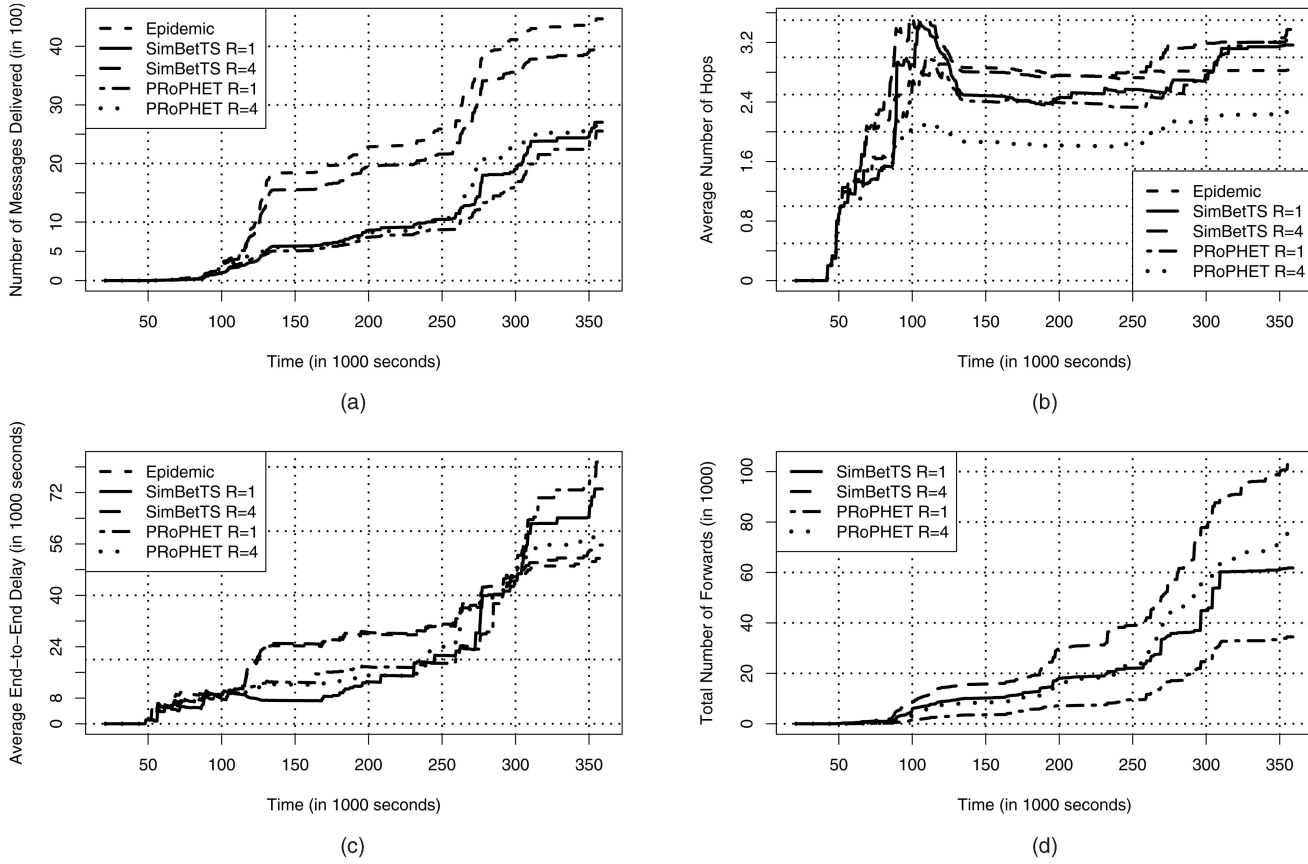 Number of Messages Delivered (in 100)
0
5
10
20
30
40
Epidemic
SimBetTS R=1
SimBetTS R=4
PRoPHET R=1
PRoPHET R=4
50 100 150 200 250 300 350
Time (in 1000 seconds)
(a)
Average Number of Hops
0
0.8
1.6
2.4
3.2
Epidemic
SimBetTS R=1
SimBetTS R=4
PRoPHET R=1
PRoPHET R=4
50 100 150 200 250 300 350
Time (in 1000 seconds)
(b)
Average End−to−End Delay (in 1000 seconds)
0
8
24
40
56
72
Epidemic
SimBetTS R=1
SimBetTS R=4
PRoPHET R=1
PRoPHET R=4
50 100 150 200 250 300 350
Time (in 1000 seconds)
(c)
Total Number of Forwards (in 1000)
0
20
40
60
80
100
SimBetTS R=1
SimBetTS R=4
PRoPHET R=1
PRoPHET R=4
50 100 150 200 250 300 350
Time (in 1000 seconds)
(d)